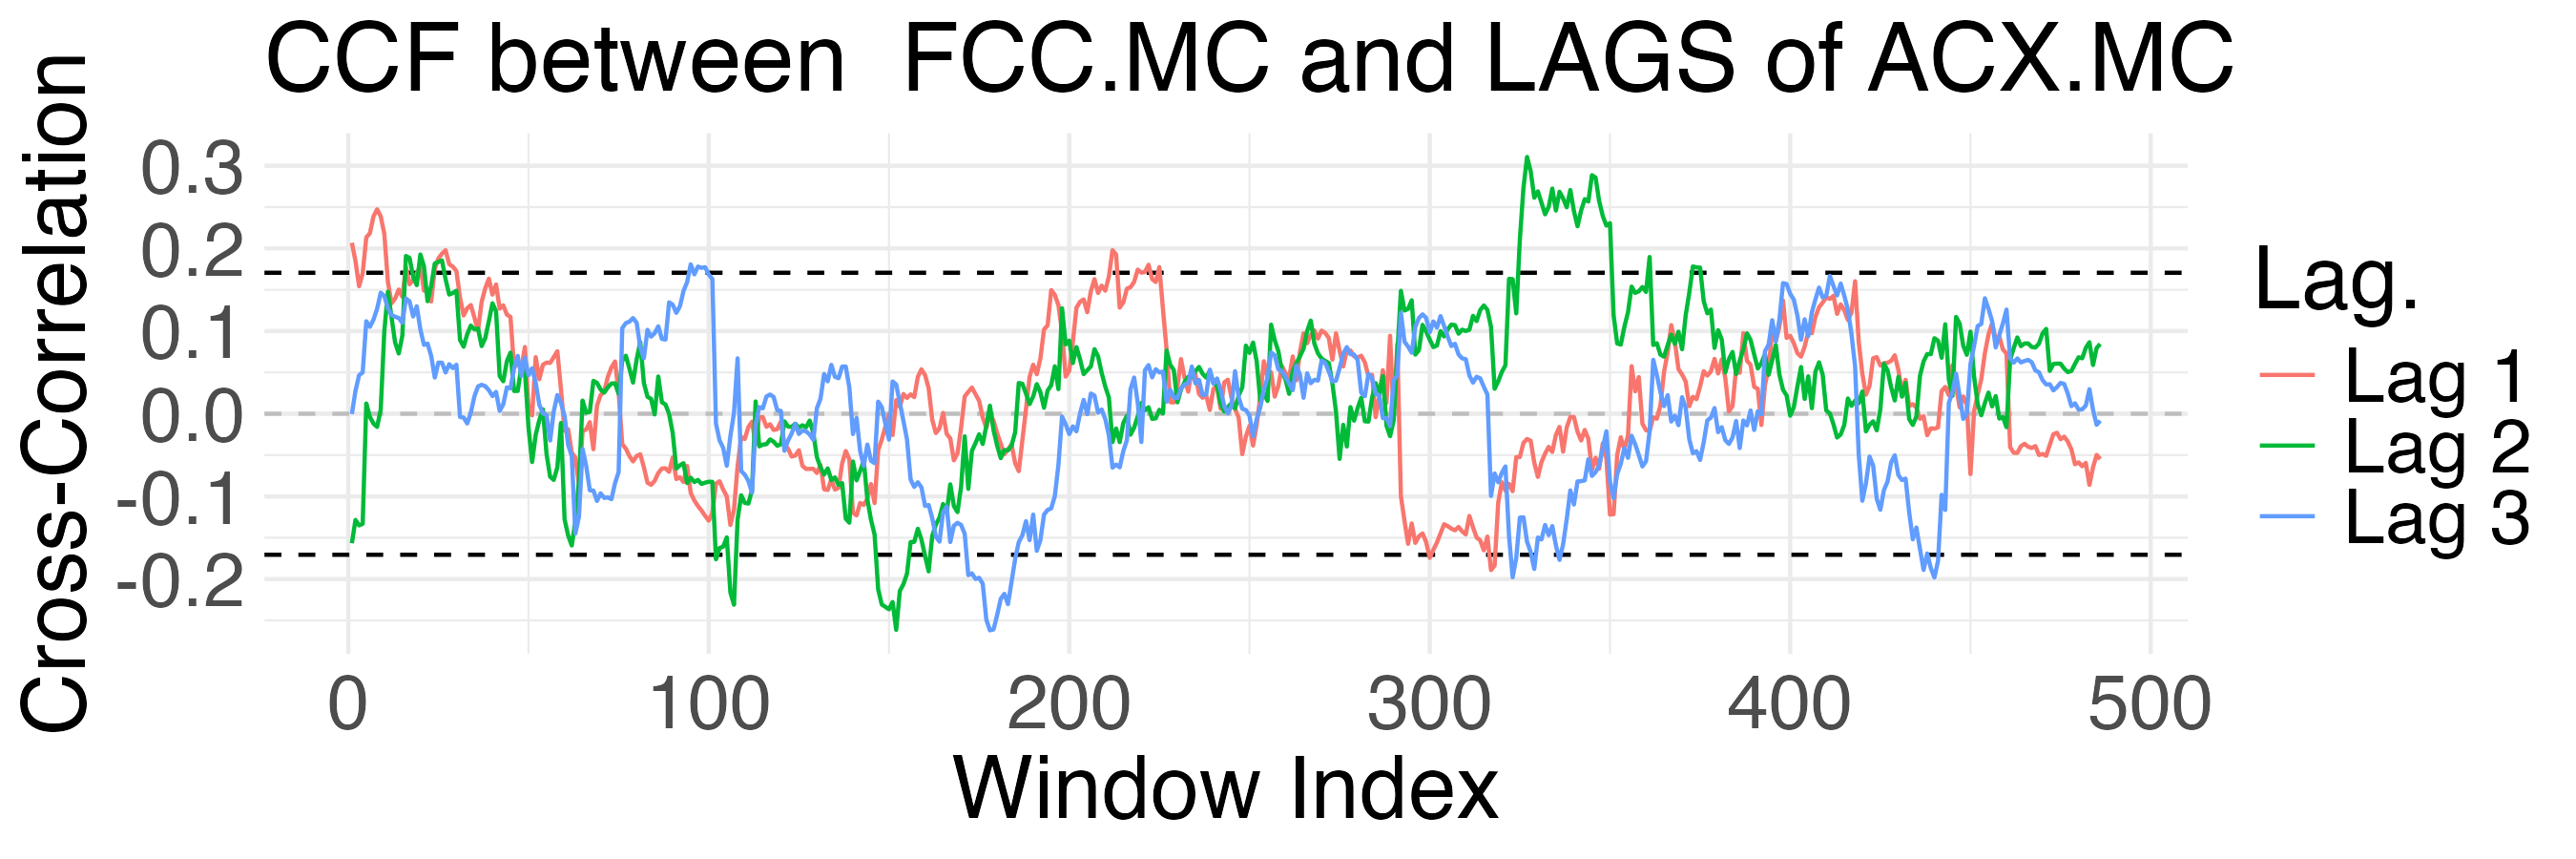 CCF between  FCC.MC and LAGS of ACX.MC
Cross-Correlation
0.3
0.2
0.1
0.0
-0.1
-0.2
0 100 200 300 400 500
Window Index
Lag.
Lag 1
Lag 2
Lag 3